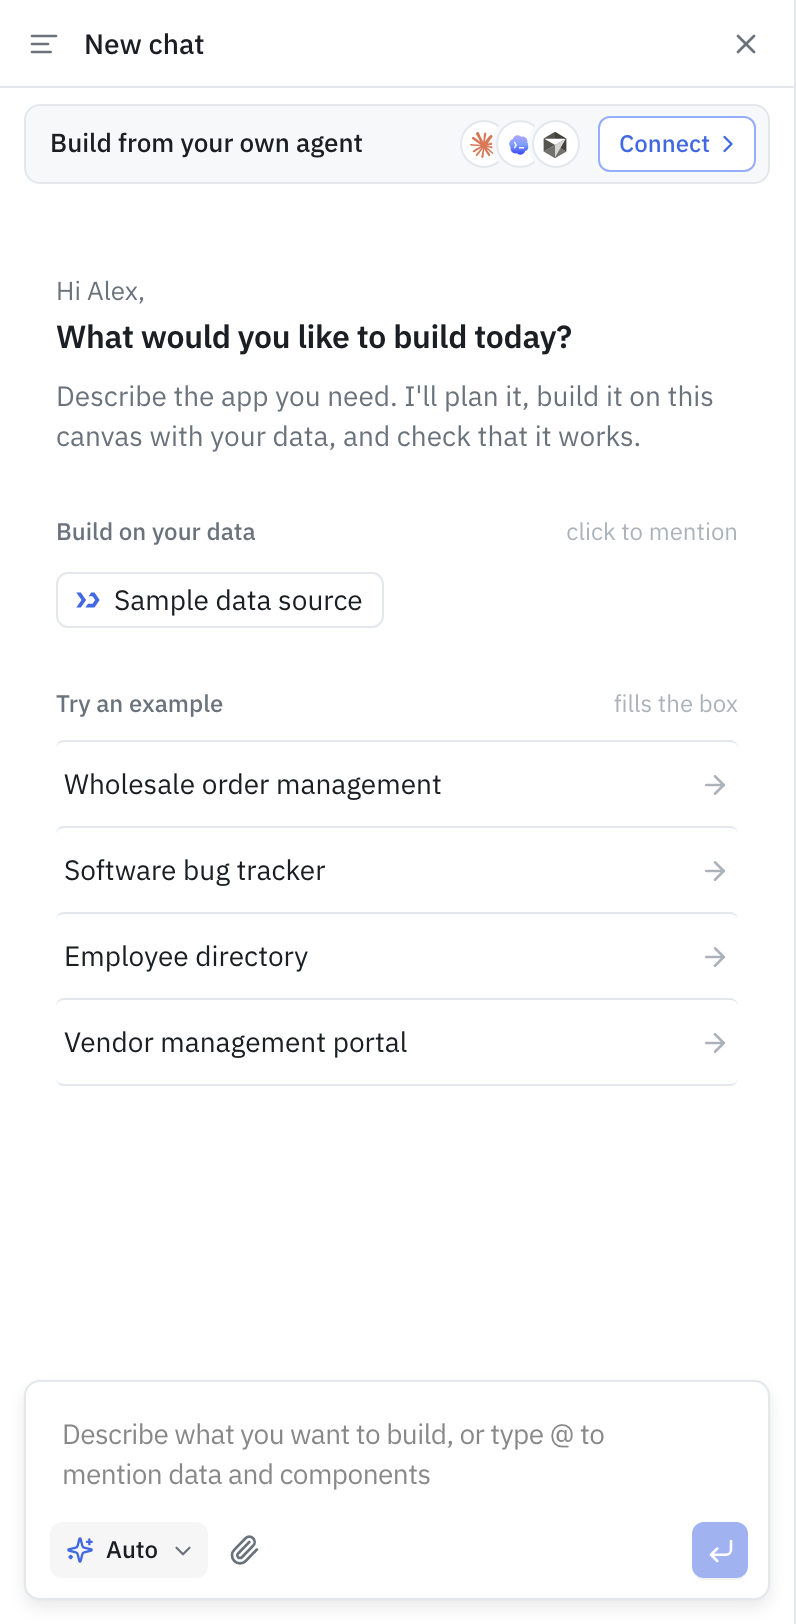 New chat
Build from your own agent
Connect
Hi Alex,
What would you like to build today?
Describe the app you need. I'll plan it, build it on this
canvas with your data, and check that it works.
Build on your data
click to mention
Sample data source
Try an example
fills the box
Wholesale order management
Software bug tracker
Employee directory
Vendor management portal
Describe what you want to build, or type @ to
mention data and components
Auto